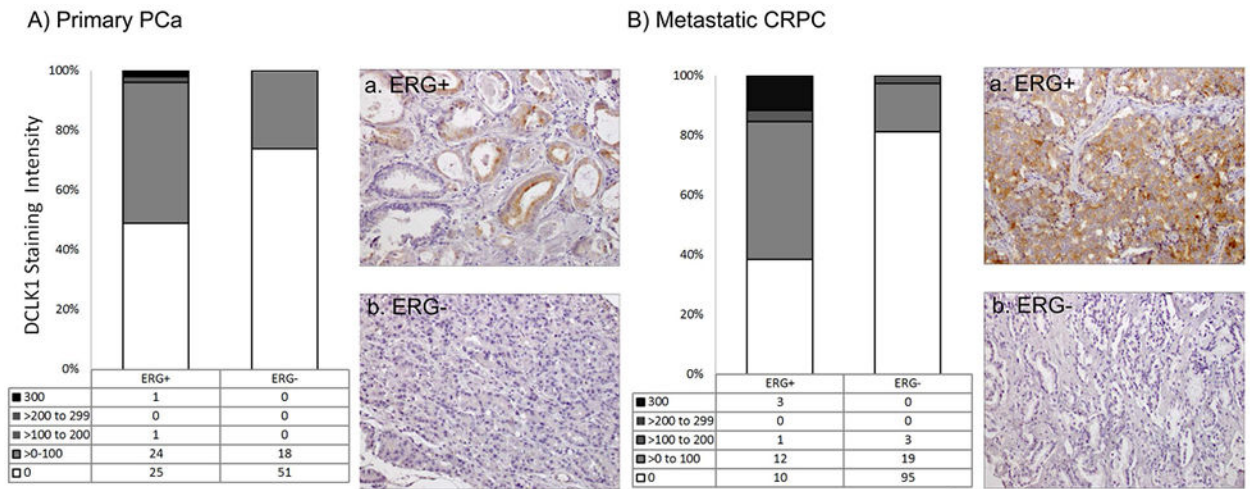 A) Primary PCa
DCLK1 Staining Intensity
100%
80%
60%
40%
20%
0%
ERG+ ERG-
300 1 0
>200 to 299 0 0
>100 to 200 1 0
>0-100 24 18
0 25 51
a. ERG+
b. ERG-
B) Metastatic CRPC
100%
80%
60%
40%
20%
0%
ERG+ ERG-
300 3 0
>200 to 299 0 0
>100 to 200 1 3
>0 to 100 12 19
0 10 95
a. ERG+
b. ERG-